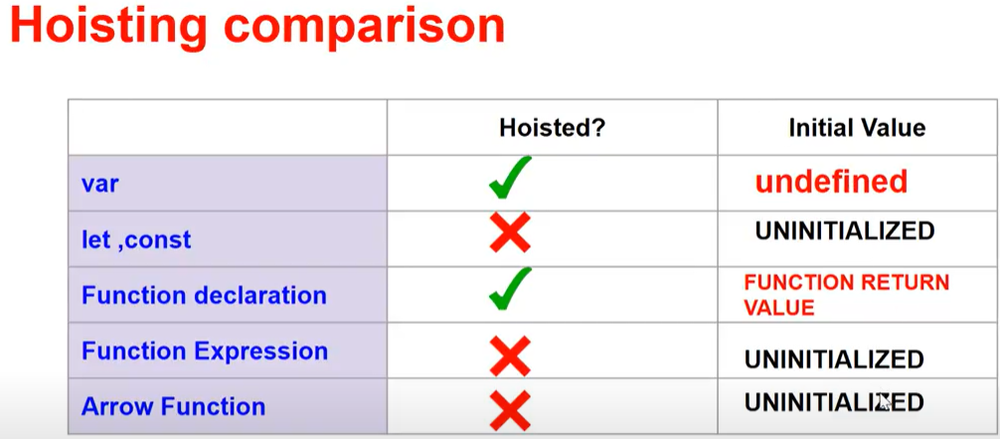 Hoisting comparison
Hoisted? Initial Value
var undefined
let ,const UNINITIALIZED
Function declaration FUNCTION RETURN
VALUE
Function Expression UNINITIALIZED
Arrow Function UNINITIALIZED